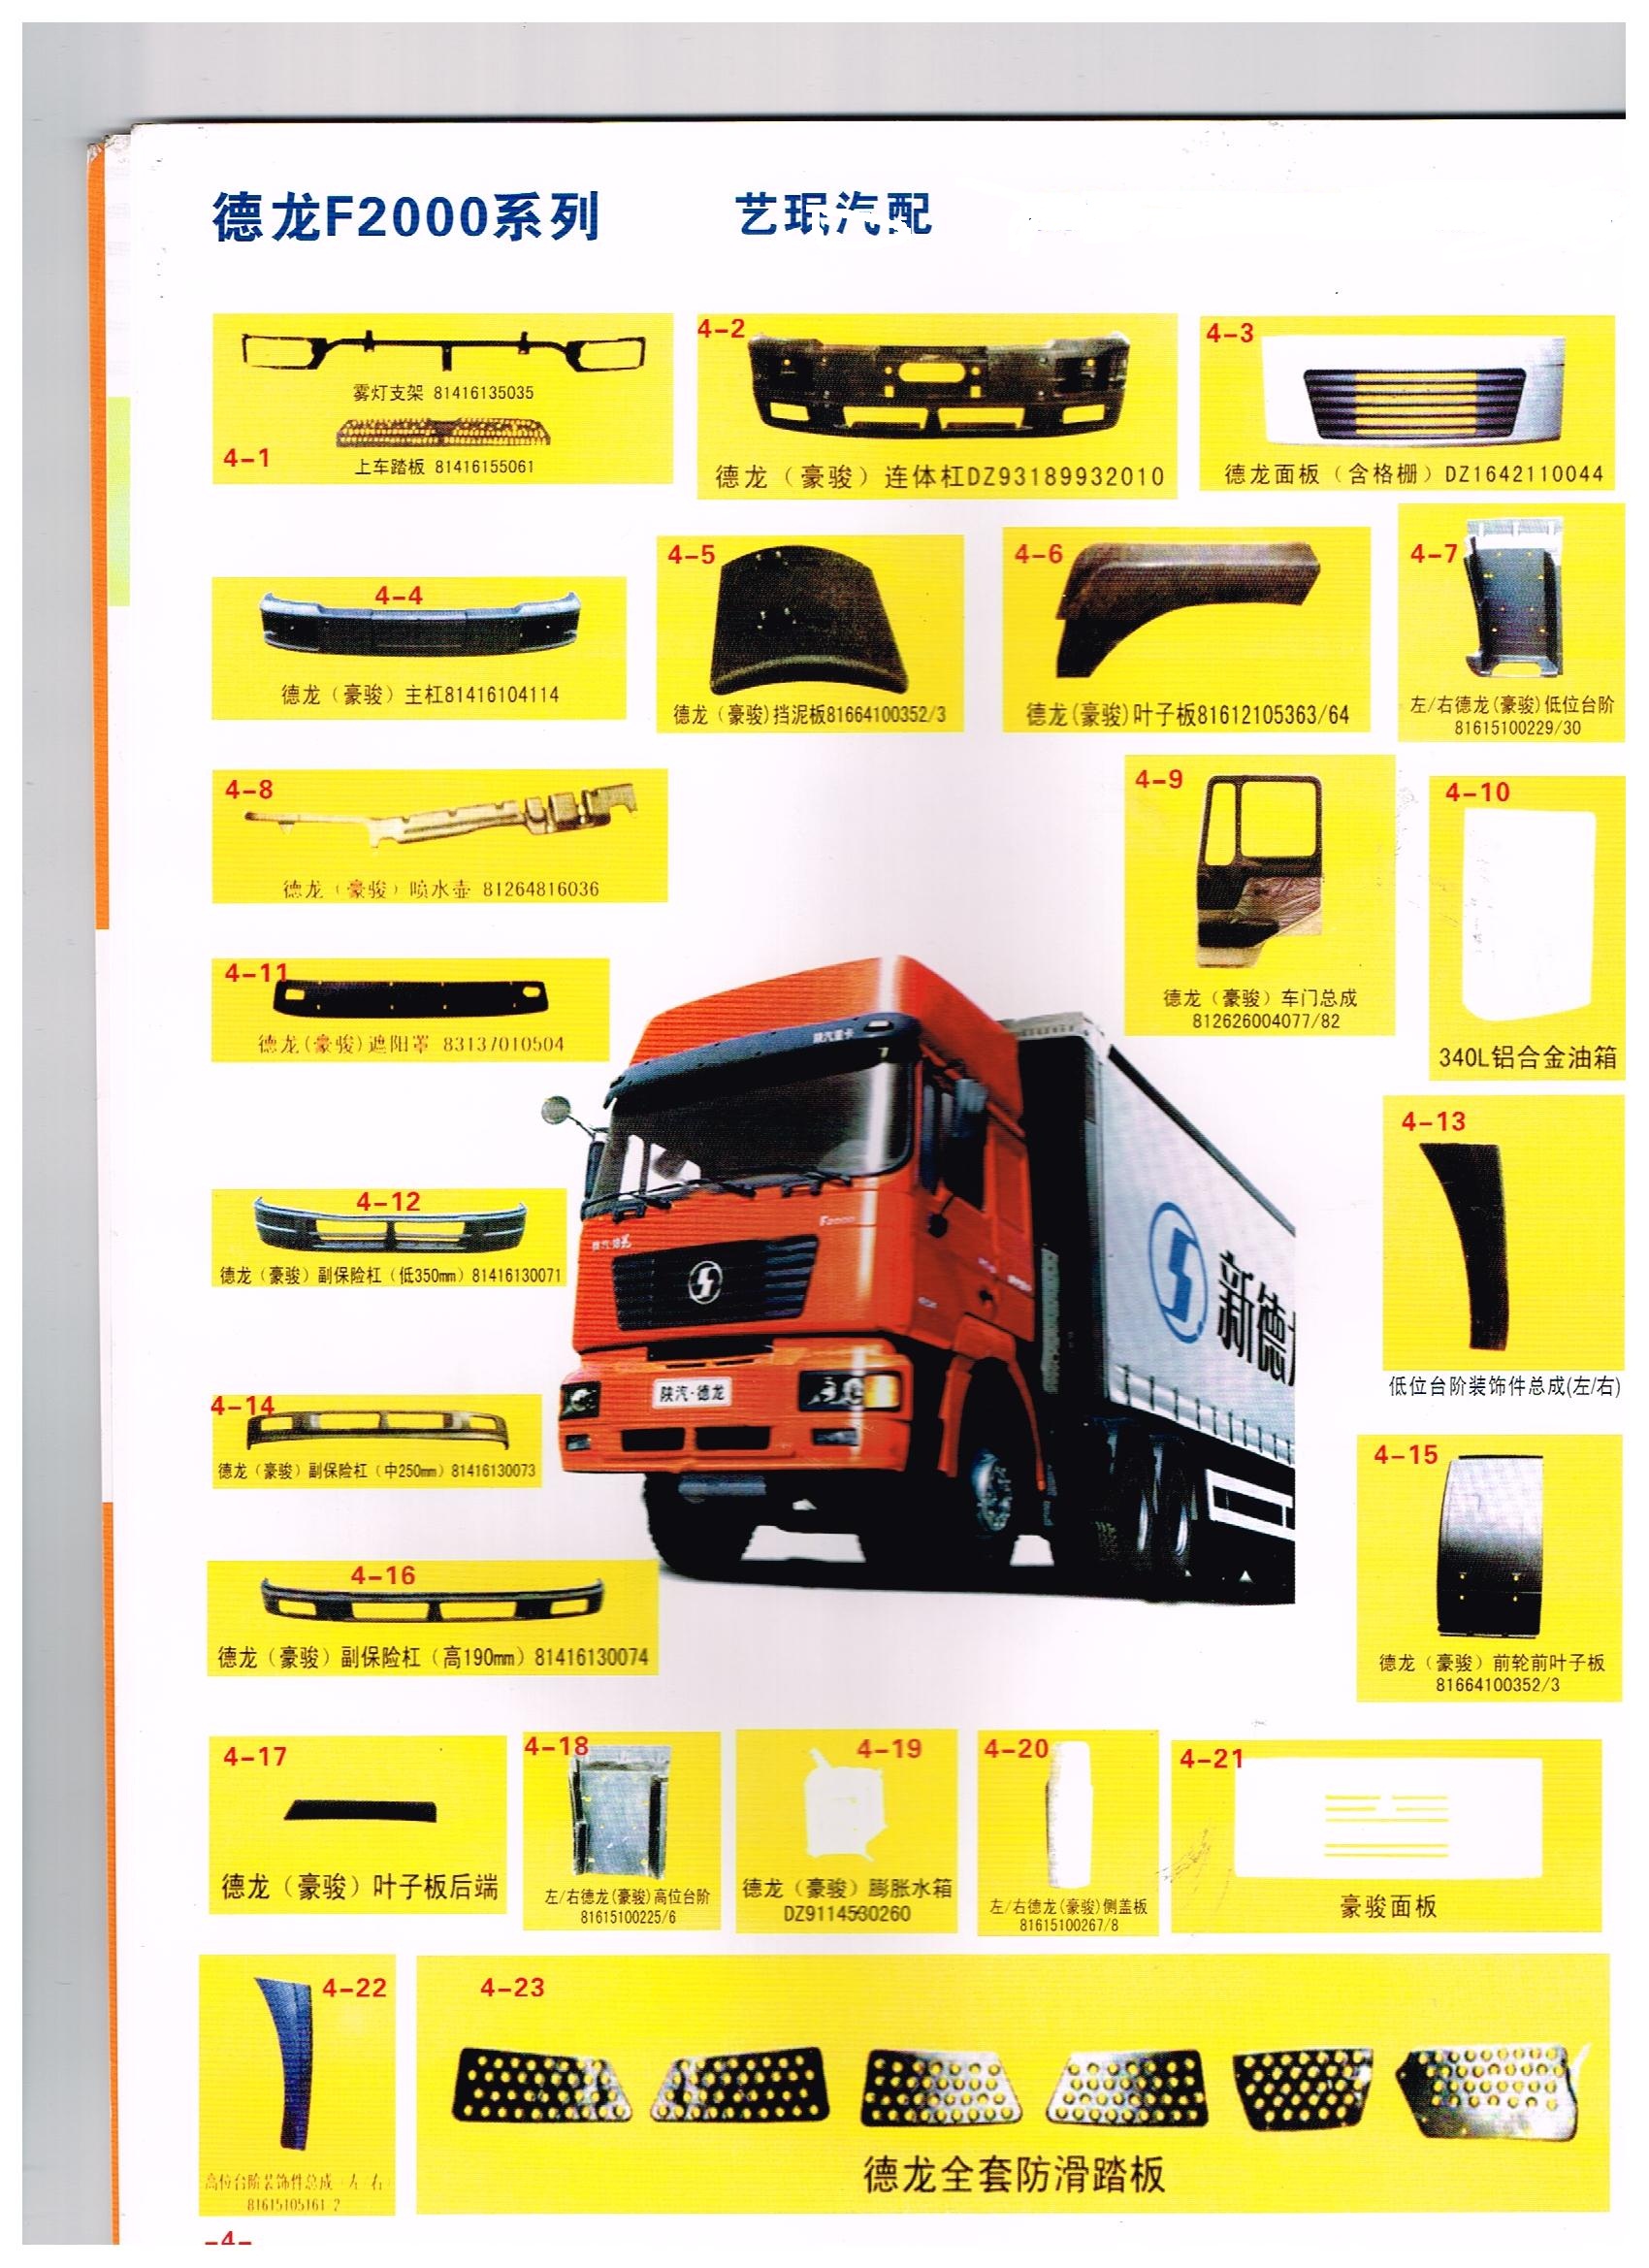 德龙F2000系列
艺珉汽配
雾灯支架 81416135035
4-1
上车踏板 81416155061
4-2
德龙（豪骏）连体杠DZ93189932010
4-3
德龙面板（含格栅）DZ1642110044
4-4
德龙（豪骏）主杠81416104114
4-5
德龙（豪骏)挡泥板81664100352/3
4-6
德龙(豪骏)叶子板81612105363/64
4-7
左/右德龙(豪骏)低位台阶
81615100229/30
4-8
德龙（豪骏）喷水壶 81264816036
4-9
德龙（豪骏）车门总成
812626004077/82
4-10
340L铝合金油箱
4-11
德龙(豪骏)遮阳罩 83137010504
4-12
德龙（豪骏）副保险杠（低350mm）81416130071
4-13
低位台阶装饰件总成(左/右)
陕汽重卡
F2000
陕汽·德龙
新德
4-14
德龙（豪骏）副保险杠（中250mm）81416130073
4-15
德龙（豪骏）前轮前叶子板
81664100352/3
4-16
德龙（豪骏）副保险杠（高190mm）81416130074
4-17
德龙（豪骏）叶子板后端
4-18
左/右德龙(豪骏)高位台阶
81615100225/6
4-19
德龙（豪骏）膨胀水箱
DZ9114530260
4-20
左/右德龙(豪骏)侧盖板
81615100267/8
4-21
豪骏面板
4-22
高位台阶装饰件总成（左 右）
81615105161 2
4-23
德龙全套防滑踏板
-4-